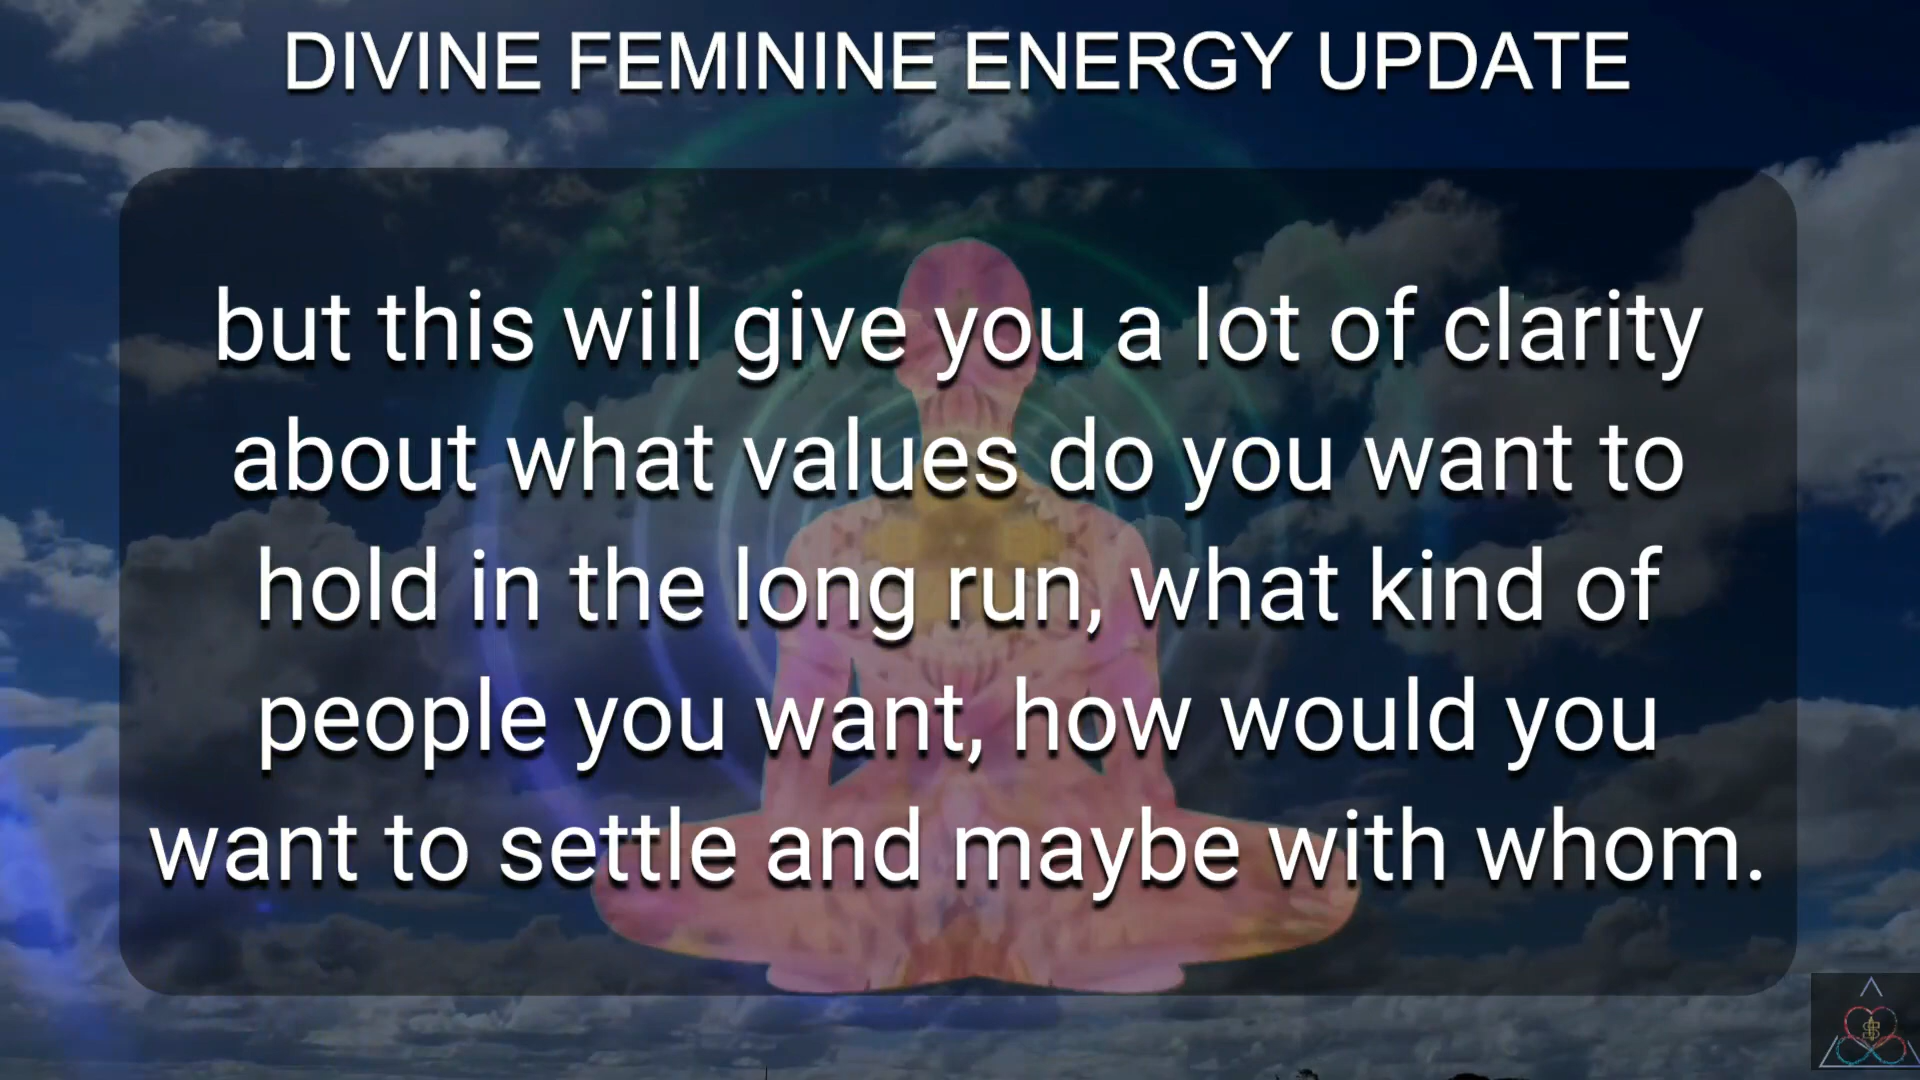 DIVINE FEMININE ENERGY UPDATE
but this will give you a lot of clarity
about what values do you want to
hold in the long run, what kind of
people you want, how would you
want to settle and maybe with whom.